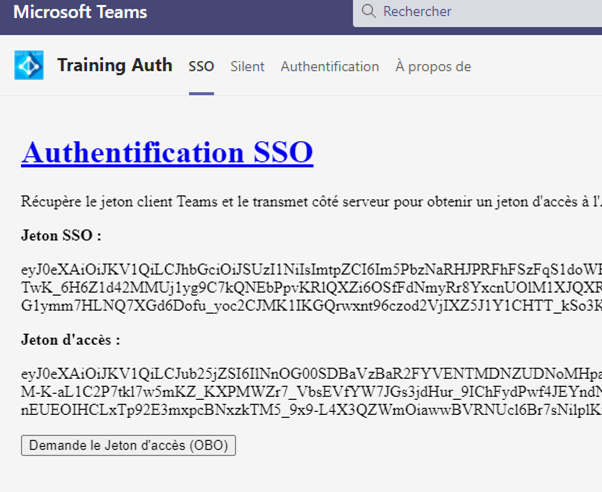 Microsoft Teams
Rechercher
Training Auth SSO Silent Authentification À propos de
Authentification SSO
Récupère le jeton client Teams et le transmet côté serveur pour obtenir un jeton d'accès à l'
Jeton SSO :
eyJ0eXAiOiJKV1QiLCJhbGciOiJSUzI1NiIsImtpZCI6Im5PbzNaRHJPRFhFSzFqS1doW
TwK_6H6Z1d42MMUj1yg9C7kQNEbPpvKRlQXZi6OSfFdNmyRr8YxcnUOlM1XJQXR
G1ymm7HLNQ7XGd6Dofu_yoc2CJMK1IKGQrwxnt96czod2VjIXZ5J1Y1CHTT_kSo3K
Jeton d'accès :
eyJ0eXAiOiJKV1QiLCJub25jZSI6IlNnOG00SDBaVzBaR2FYVENTMDNZUDNoMHpa
M-K-aL1C2P7tkl7w5mKZ_KXPMWZr7_VbsEVfYW7JGs3jdHur_9IChFydPwf4JEYndN
nEUEOIHCLxTp92E3mxpcBNxzkTM5_9x9-L4X3QZWmOiawwBVRNUcl6Br7sNilplK
Demande le Jeton d'accès (OBO)